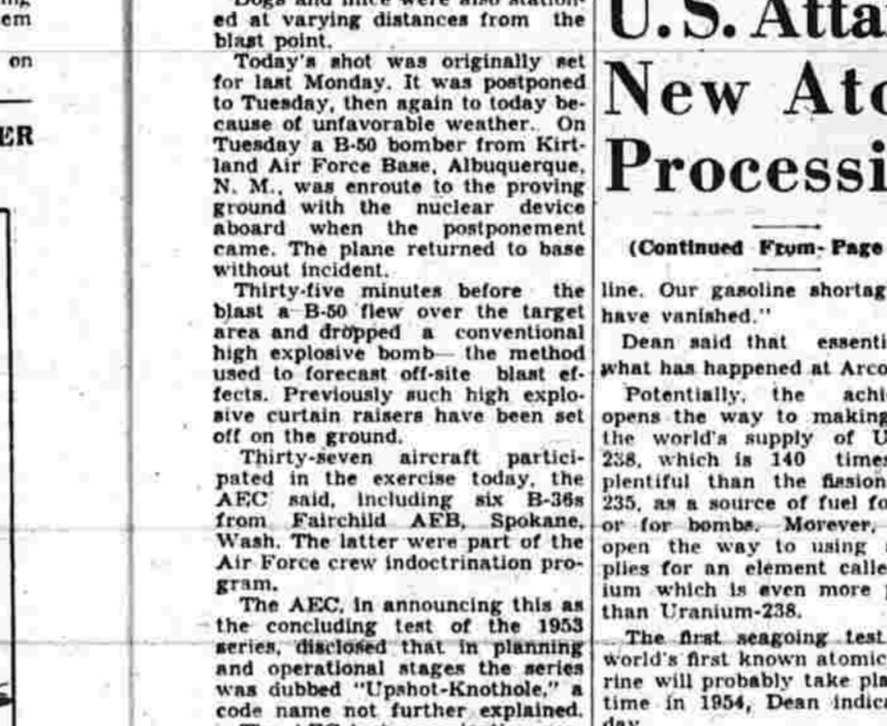 em
on
ER
Dogs and mice were also station-
ed at varying distances from the
blast point.
Today's shot was originally set
for last Monday. It was postponed
to Tuesday, then again to today be-
cause of unfavorable weather. On
Tuesday a B-50 bomber from Kirt-
land Air Force Base, Albuquerque,
N. M., was enroute to the proving
ground with the nuclear device
aboard when the postponement
came. The plane returned to base
without incident.
Thirty-five minutes before the
blast a B-50 flew over the target
area and dropped a conventional
high explosive bomb— the method
used to forecast off-site blast ef-
fects. Previously such high explo-
sive curtain raisers have been set
off on the ground.
Thirty-seven aircraft partici-
pated in the exercise today, the
AEC said, including six B-36s
from Fairchild AFB, Spokane,
Wash. The latter were part of the
Air Force crew indoctrination pro-
gram.
The AEC, in announcing this as
the concluding test of the 1953
series, disclosed that in planning
and operational stages the series
was dubbed "Upshot-Knothole," a
code name not further explained.
U.S. Atta
New Ato
Processi
(Continued From- Page
line. Our gasoline shortag
have vanished."
Dean said that essenti
what has happened at Arco
Potentially, the achi
opens the way to making
the world's supply of U
238, which is 140 times
plentiful than the fission
235, as a source of fuel fo
or for bombs. Morever,
open the way to using
plies for an element calle
ium which is even more
than Uranium-238.
The first seagoing test
world's first known atomic
rine will probably take pla
time in 1954, Dean indic
day.